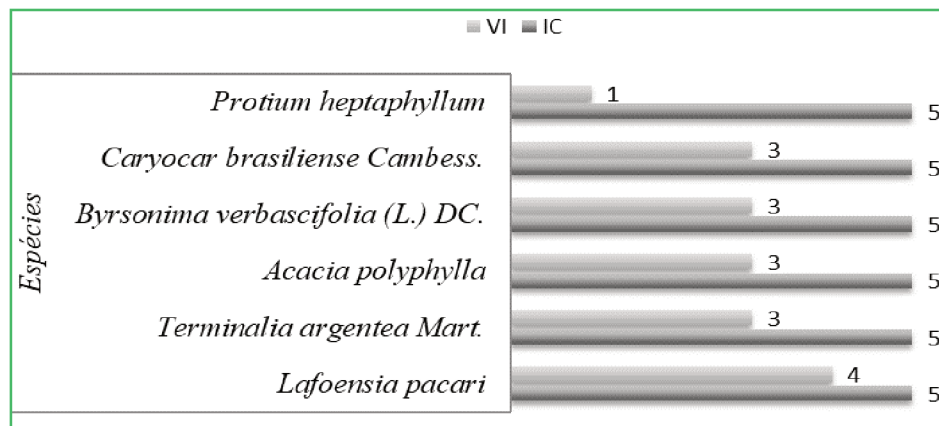 VI IC
Espécies
Protium heptaphyllum 1
5
Caryocar brasiliense Cambess. 3
5
Byrsonima verbascifolia (L.) DC. 3
5
Acacia polyphylla 3
5
Terminalia argentea Mart. 3
5
Lafoensia pacari 4
5